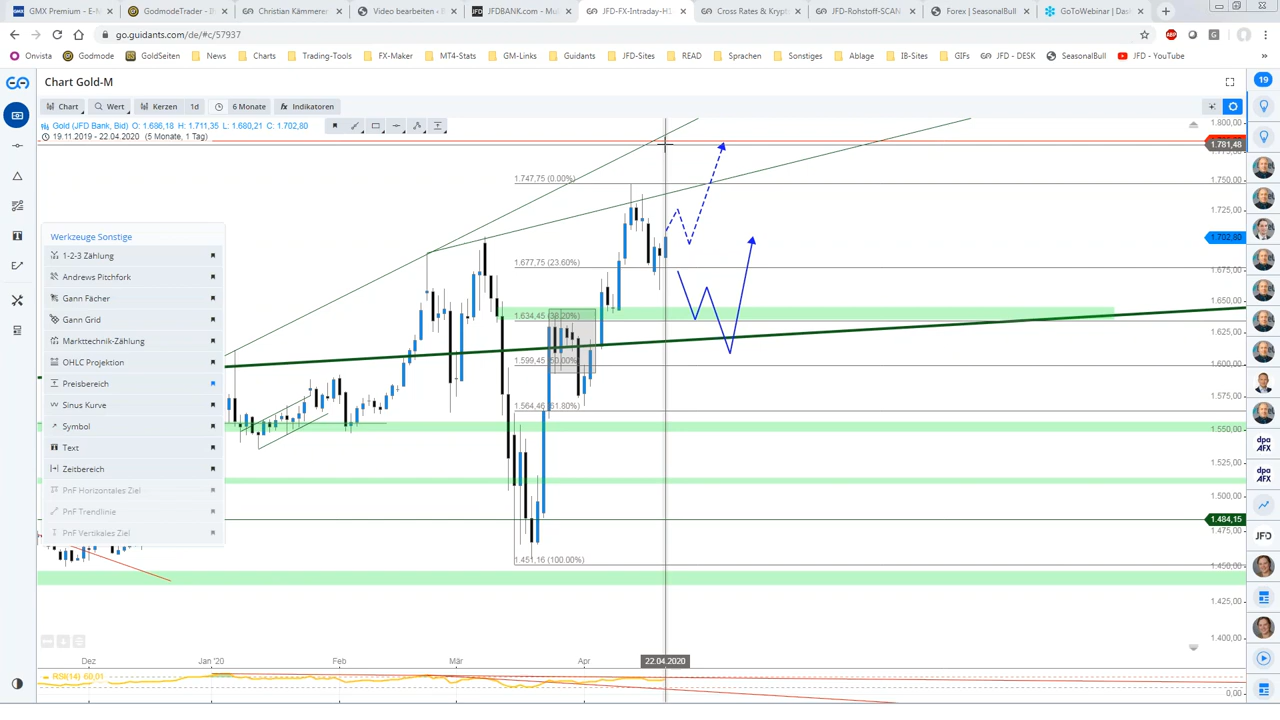 GMX Premium - E-M
GodmodeTrader - E
Christian Kämmerer
Video bearbeiten -
JFDBANK.com - Mul
JFD-FX-Intraday-H1
Cross Rates & Krypt
JFD-Rohstoff-SCAN
Forex | SeasonalBull
GoToWebinar | Das
go.guidants.com/de/#c/57937
Onvista
Godmode
GoldSeiten
News
Charts
Trading-Tools
FX-Maker
MT4-Stats
GM-Links
Guidants
JFD-Sites
READ
Sprachen
Sonstiges
Ablage
IB-Sites
GIFs
JFD - DESK
SeasonalBull
JFD - YouTube
Chart Gold-M
19
Chart
Wert
Kerzen
1d
6 Monate
Indikatoren
Gold (JFD Bank, Bid) O: 1.686,18 H: 1.711,35 L: 1.680,21 C: 1.702,80
19.11.2019 - 22.04.2020 (5 Monate, 1 Tag)
1.800,00
1.781,48
1.747,75 (0.00%)
1.750,00
1.725,00
1.702,80
1.677,75 (23.60%)
1.675,00
1.650,00
1.634,45 (38.20%)
1.625,00
1.599,45 (50.00%)
1.600,00
1.575,00
1.564,46 (61.80%)
1.550,00
1.525,00
1.500,00
1.484,15
1.451,16 (100.00%)
1.450,00
1.425,00
1.400,00
Werkzeuge Sonstige
1-2-3 Zählung
Andrews Pitchfork
Gann Fächer
Gann Grid
Markttechnik-Zählung
OHLC Projektion
Preisbereich
Sinus Kurve
Symbol
Text
Zeitbereich
PnF Horizontales Ziel
PnF Trendlinie
PnF Vertikales Ziel
dpa
AFX
dpa
AFX
JFD
Dez
Jan '20
Feb
Mär
Apr
22.04.2020
RSI(14) 60,01
0,00